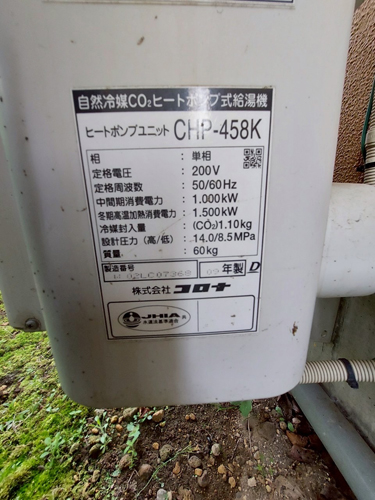 自然冷媒CO₂ヒートポンプ式給湯機
ヒートポンプユニット CHP-458K
相 : 単相
定格電圧 : 200V
定格周波数 : 50/60Hz
中間期消費電力 : 1.000kW
冬期高温加熱消費電力 : 1.500kW
冷媒封入量 : (CO₂)1.10kg
設計圧力(高/低) : 14.0/8.5MPa
質量 : 60kg
製造番号
年製 D
株式会社 コロナ
JHIA